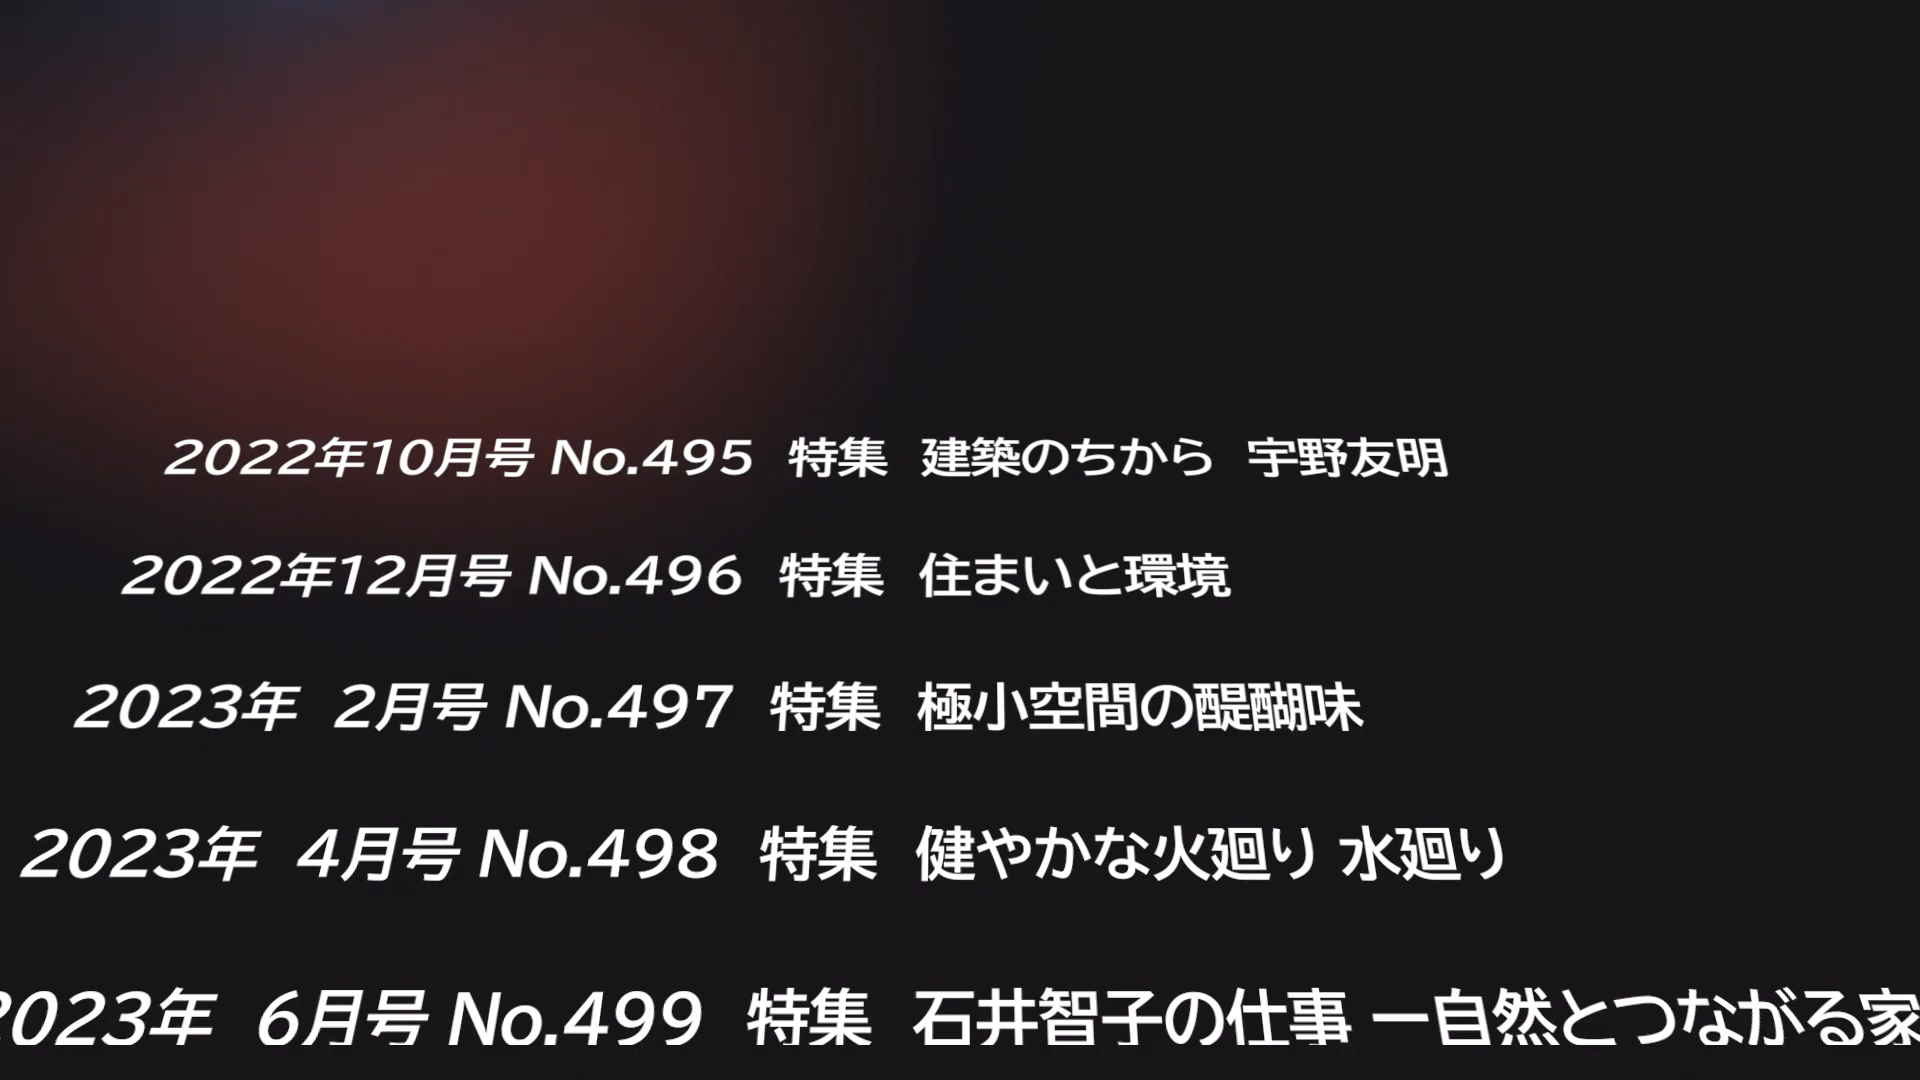 2022年10月号 No.495　特集　建築のちから　宇野友明
2022年12月号 No.496　特集　住まいと環境
2023年　2月号 No.497　特集　極小空間の醍醐味
2023年　4月号 No.498　特集　健やかな火廻り 水廻り
2023年　6月号 No.499　特集　石井智子の仕事 ー自然とつながる家